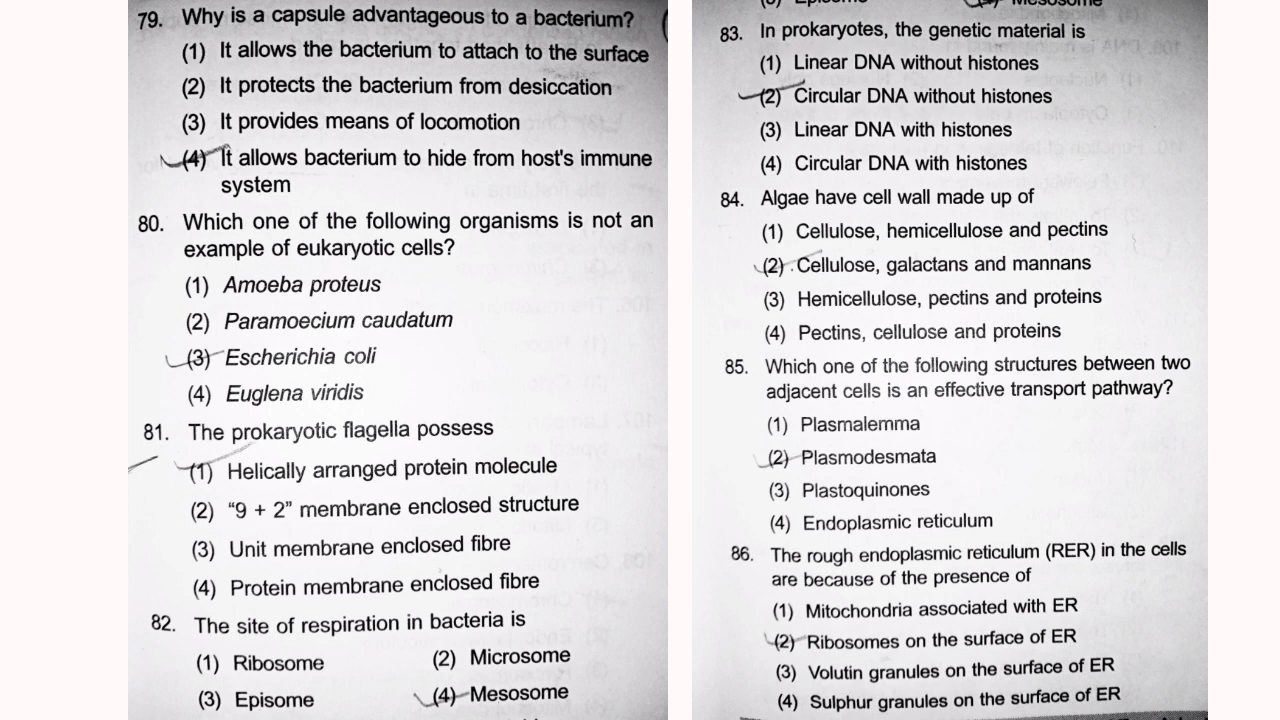 79. Why is a capsule advantageous to a bacterium?
(1) It allows the bacterium to attach to the surface
(2) It protects the bacterium from desiccation
(3) It provides means of locomotion
(4) It allows bacterium to hide from host's immune
system
80. Which one of the following organisms is not an
example of eukaryotic cells?
(1) Amoeba proteus
(2) Paramoecium caudatum
(3) Escherichia coli
(4) Euglena viridis
81. The prokaryotic flagella possess
(1) Helically arranged protein molecule
(2) “9 + 2” membrane enclosed structure
(3) Unit membrane enclosed fibre
(4) Protein membrane enclosed fibre
82. The site of respiration in bacteria is
(1) Ribosome (2) Microsome
(3) Episome (4) Mesosome
(3) Episome (4) Mesosome
83. In prokaryotes, the genetic material is
(1) Linear DNA without histones
(2) Circular DNA without histones
(3) Linear DNA with histones
(4) Circular DNA with histones
84. Algae have cell wall made up of
(1) Cellulose, hemicellulose and pectins
(2) Cellulose, galactans and mannans
(3) Hemicellulose, pectins and proteins
(4) Pectins, cellulose and proteins
85. Which one of the following structures between two
adjacent cells is an effective transport pathway?
(1) Plasmalemma
(2) Plasmodesmata
(3) Plastoquinones
(4) Endoplasmic reticulum
86. The rough endoplasmic reticulum (RER) in the cells
are because of the presence of
(1) Mitochondria associated with ER
(2) Ribosomes on the surface of ER
(3) Volutin granules on the surface of ER
(4) Sulphur granules on the surface of ER